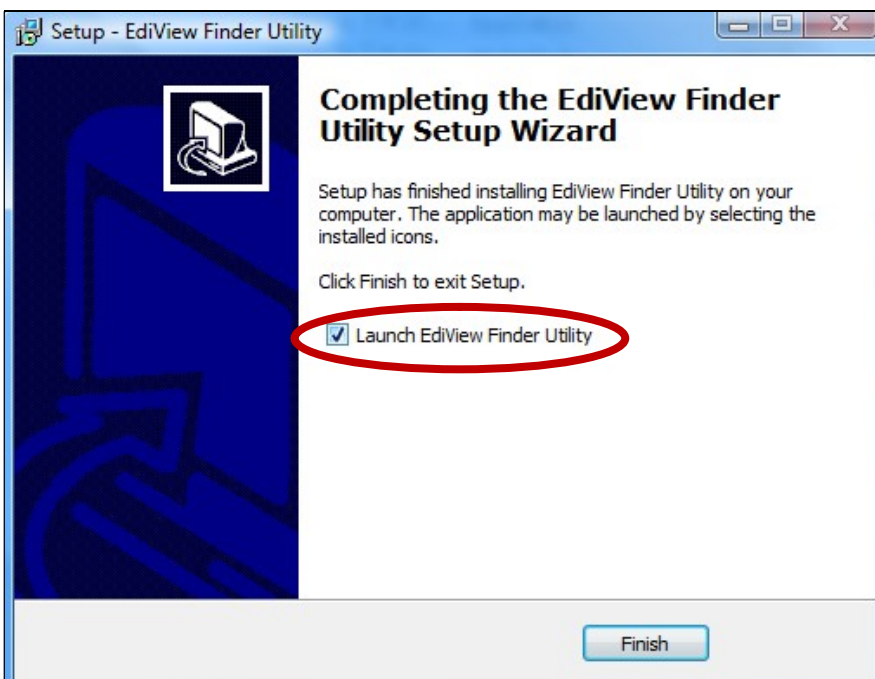 Setup - EdiView Finder Utility
Completing the EdiView Finder
Utility Setup Wizard
Setup has finished installing EdiView Finder Utility on your
computer. The application may be launched by selecting the
installed icons.
Click Finish to exit Setup.
Launch EdiView Finder Utility
Finish